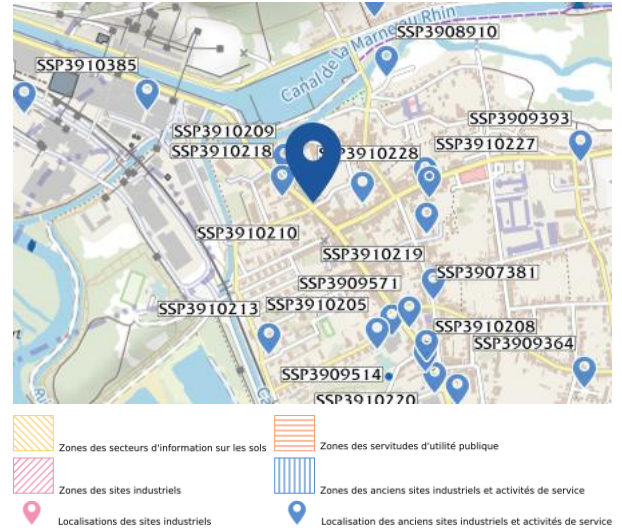 SSP3908910
Canal de la Marne au Rhin
SSP3910385
SSP3909393
SSP3910209
SSP3910227
SSP3910218
SSP3910228
SSP3910210
SSP3910219
SSP3907381
SSP3909571
SSP3910213
SSP3910205
SSP3910208
SSP3909364
SSP3909514
SSP3910220
Zones des secteurs d'information sur les sols
Zones des servitudes d'utilité publique
Zones des sites industriels
Zones des anciens sites industriels et activités de service
Localisations des sites industriels
Localisation des anciens sites industriels et activités de service